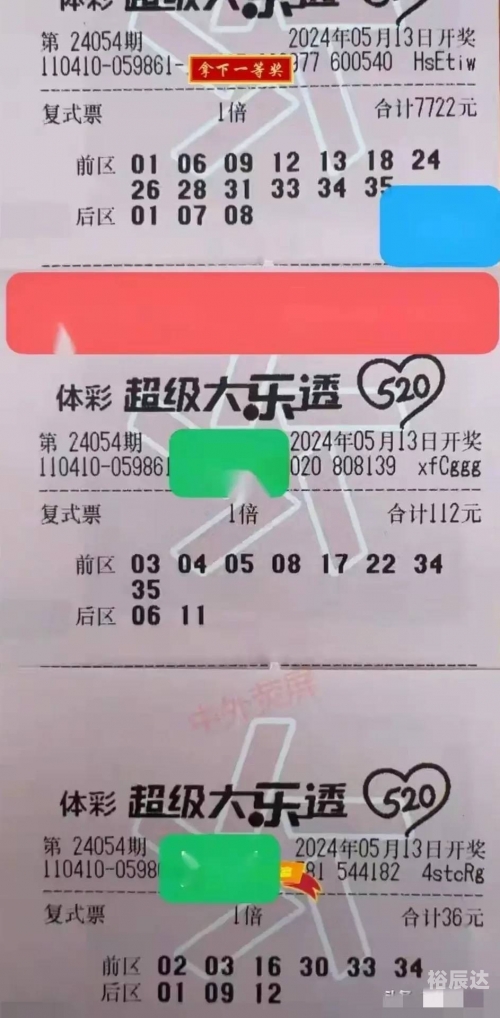 体彩 超级大乐透 520
第 24054期 2024年05月13日开奖
110410-059861- 拿下一等奖 977 600540 HsEtiw
复式票 1倍 合计7722元
前区 01 06 09 12 13 18 24
26 28 31 33 34 35
后区 01 07 08
体彩 超级大乐透 520
第 24054期 2024年05月13日开奖
110410-059861 020 808139 xfCggg
复式票 1倍 合计112元
前区 03 04 05 08 17 22 34
35
后区 06 11
中外荧屏
体彩 超级大乐透 520
第 24054期 2024年05月13日开奖
110410-0598 81 544182 4stcRg
复式票 1倍 合计36元
前区 02 03 16 30 33 34
后区 01 09 12
头条 裕辰达